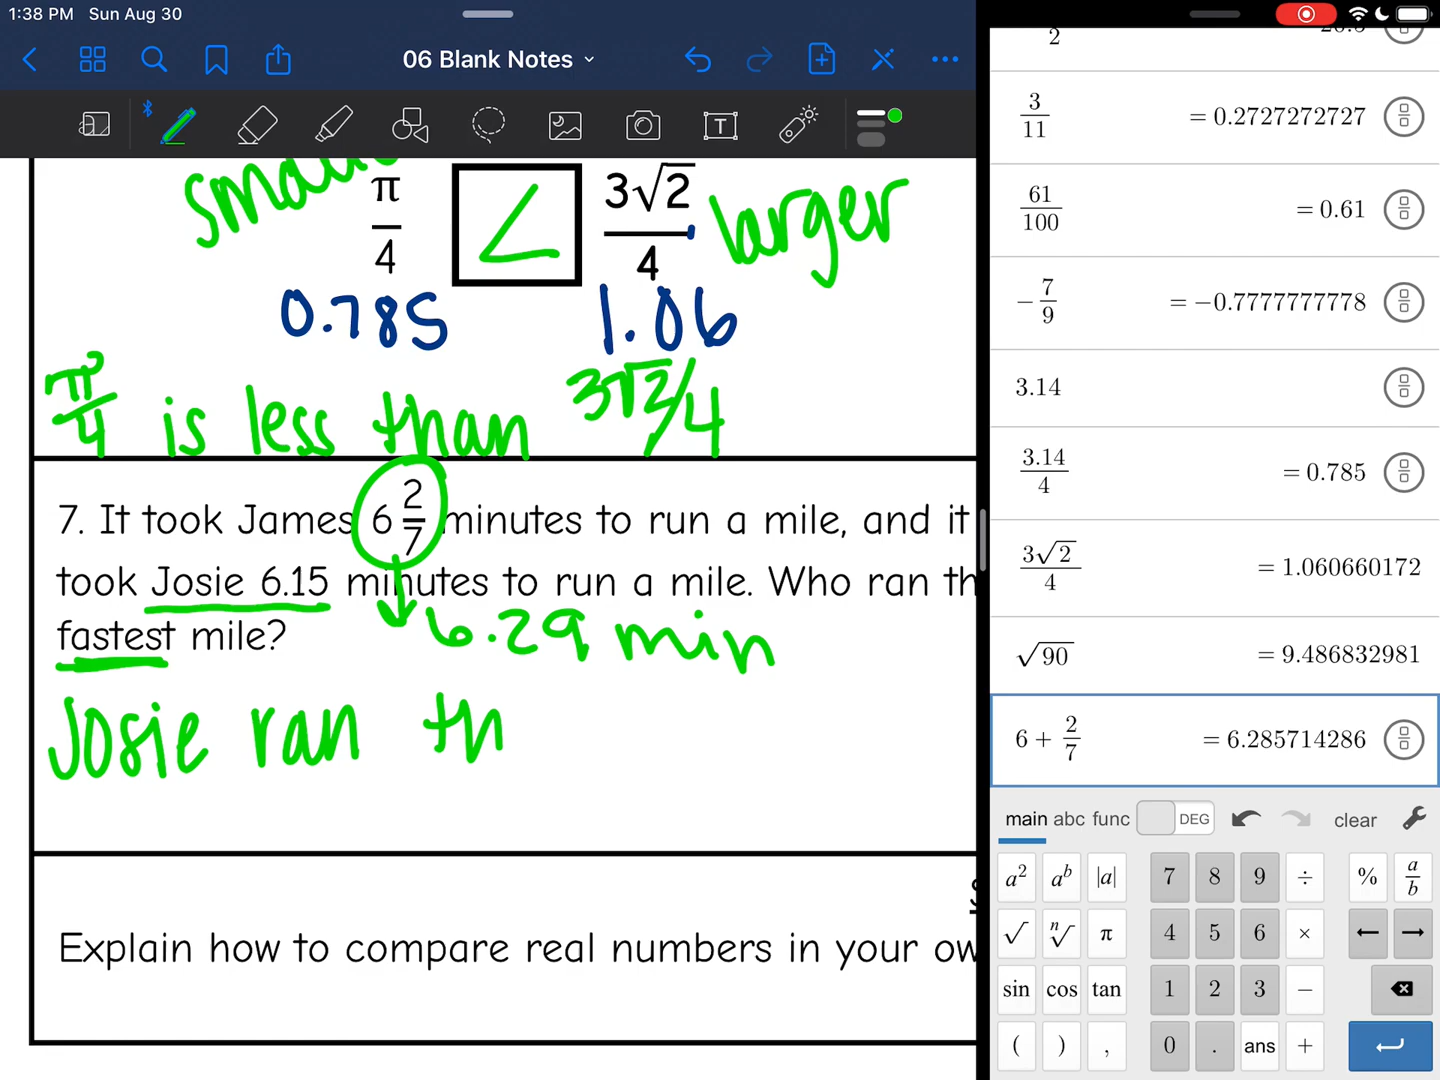 1:38 PM Sun Aug 30
06 Blank Notes
T
π/4 < 3√2/4 larger
0.785 1.06
π/4 is less than 3√2/4
7. It took James 6 2/7 minutes to run a mile, and it
took Josie 6.15 minutes to run a mile. Who ran th
fastest mile?
6.29 min
Josie ran th
Explain how to compare real numbers in your ow
2
3/11 = 0.2727272727
61/100 = 0.61
−7/9 = −0.7777777778
3.14
3.14/4 = 0.785
3√2/4 = 1.060660172
√90 = 9.486832981
6 + 2/7 = 6.285714286
main abc func DEG clear
a² aᵇ |a| 7 8 9 ÷ % a/b
√ ⁿ√ π 4 5 6 × ← →
sin cos tan 1 2 3 −
( ) , 0 . ans +